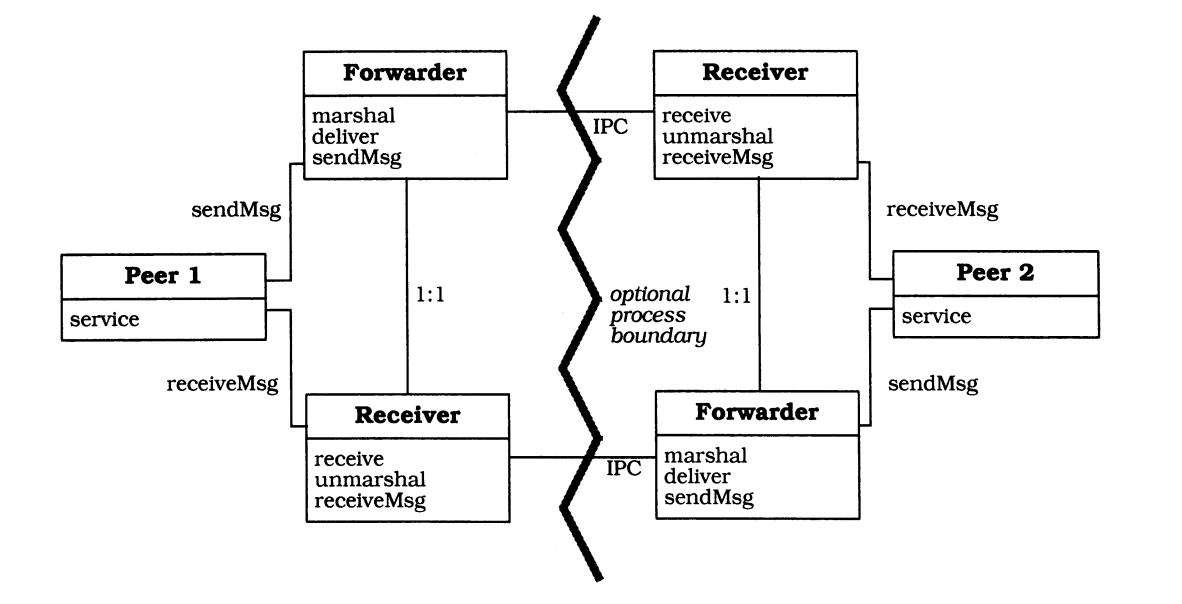 Forwarder
marshal
deliver
sendMsg
Receiver
receive
unmarshal
receiveMsg
IPC
sendMsg
receiveMsg
Peer 1
service
1:1
optional
process
boundary
1:1
Peer 2
service
receiveMsg
sendMsg
Receiver
receive
unmarshal
receiveMsg
IPC
Forwarder
marshal
deliver
sendMsg